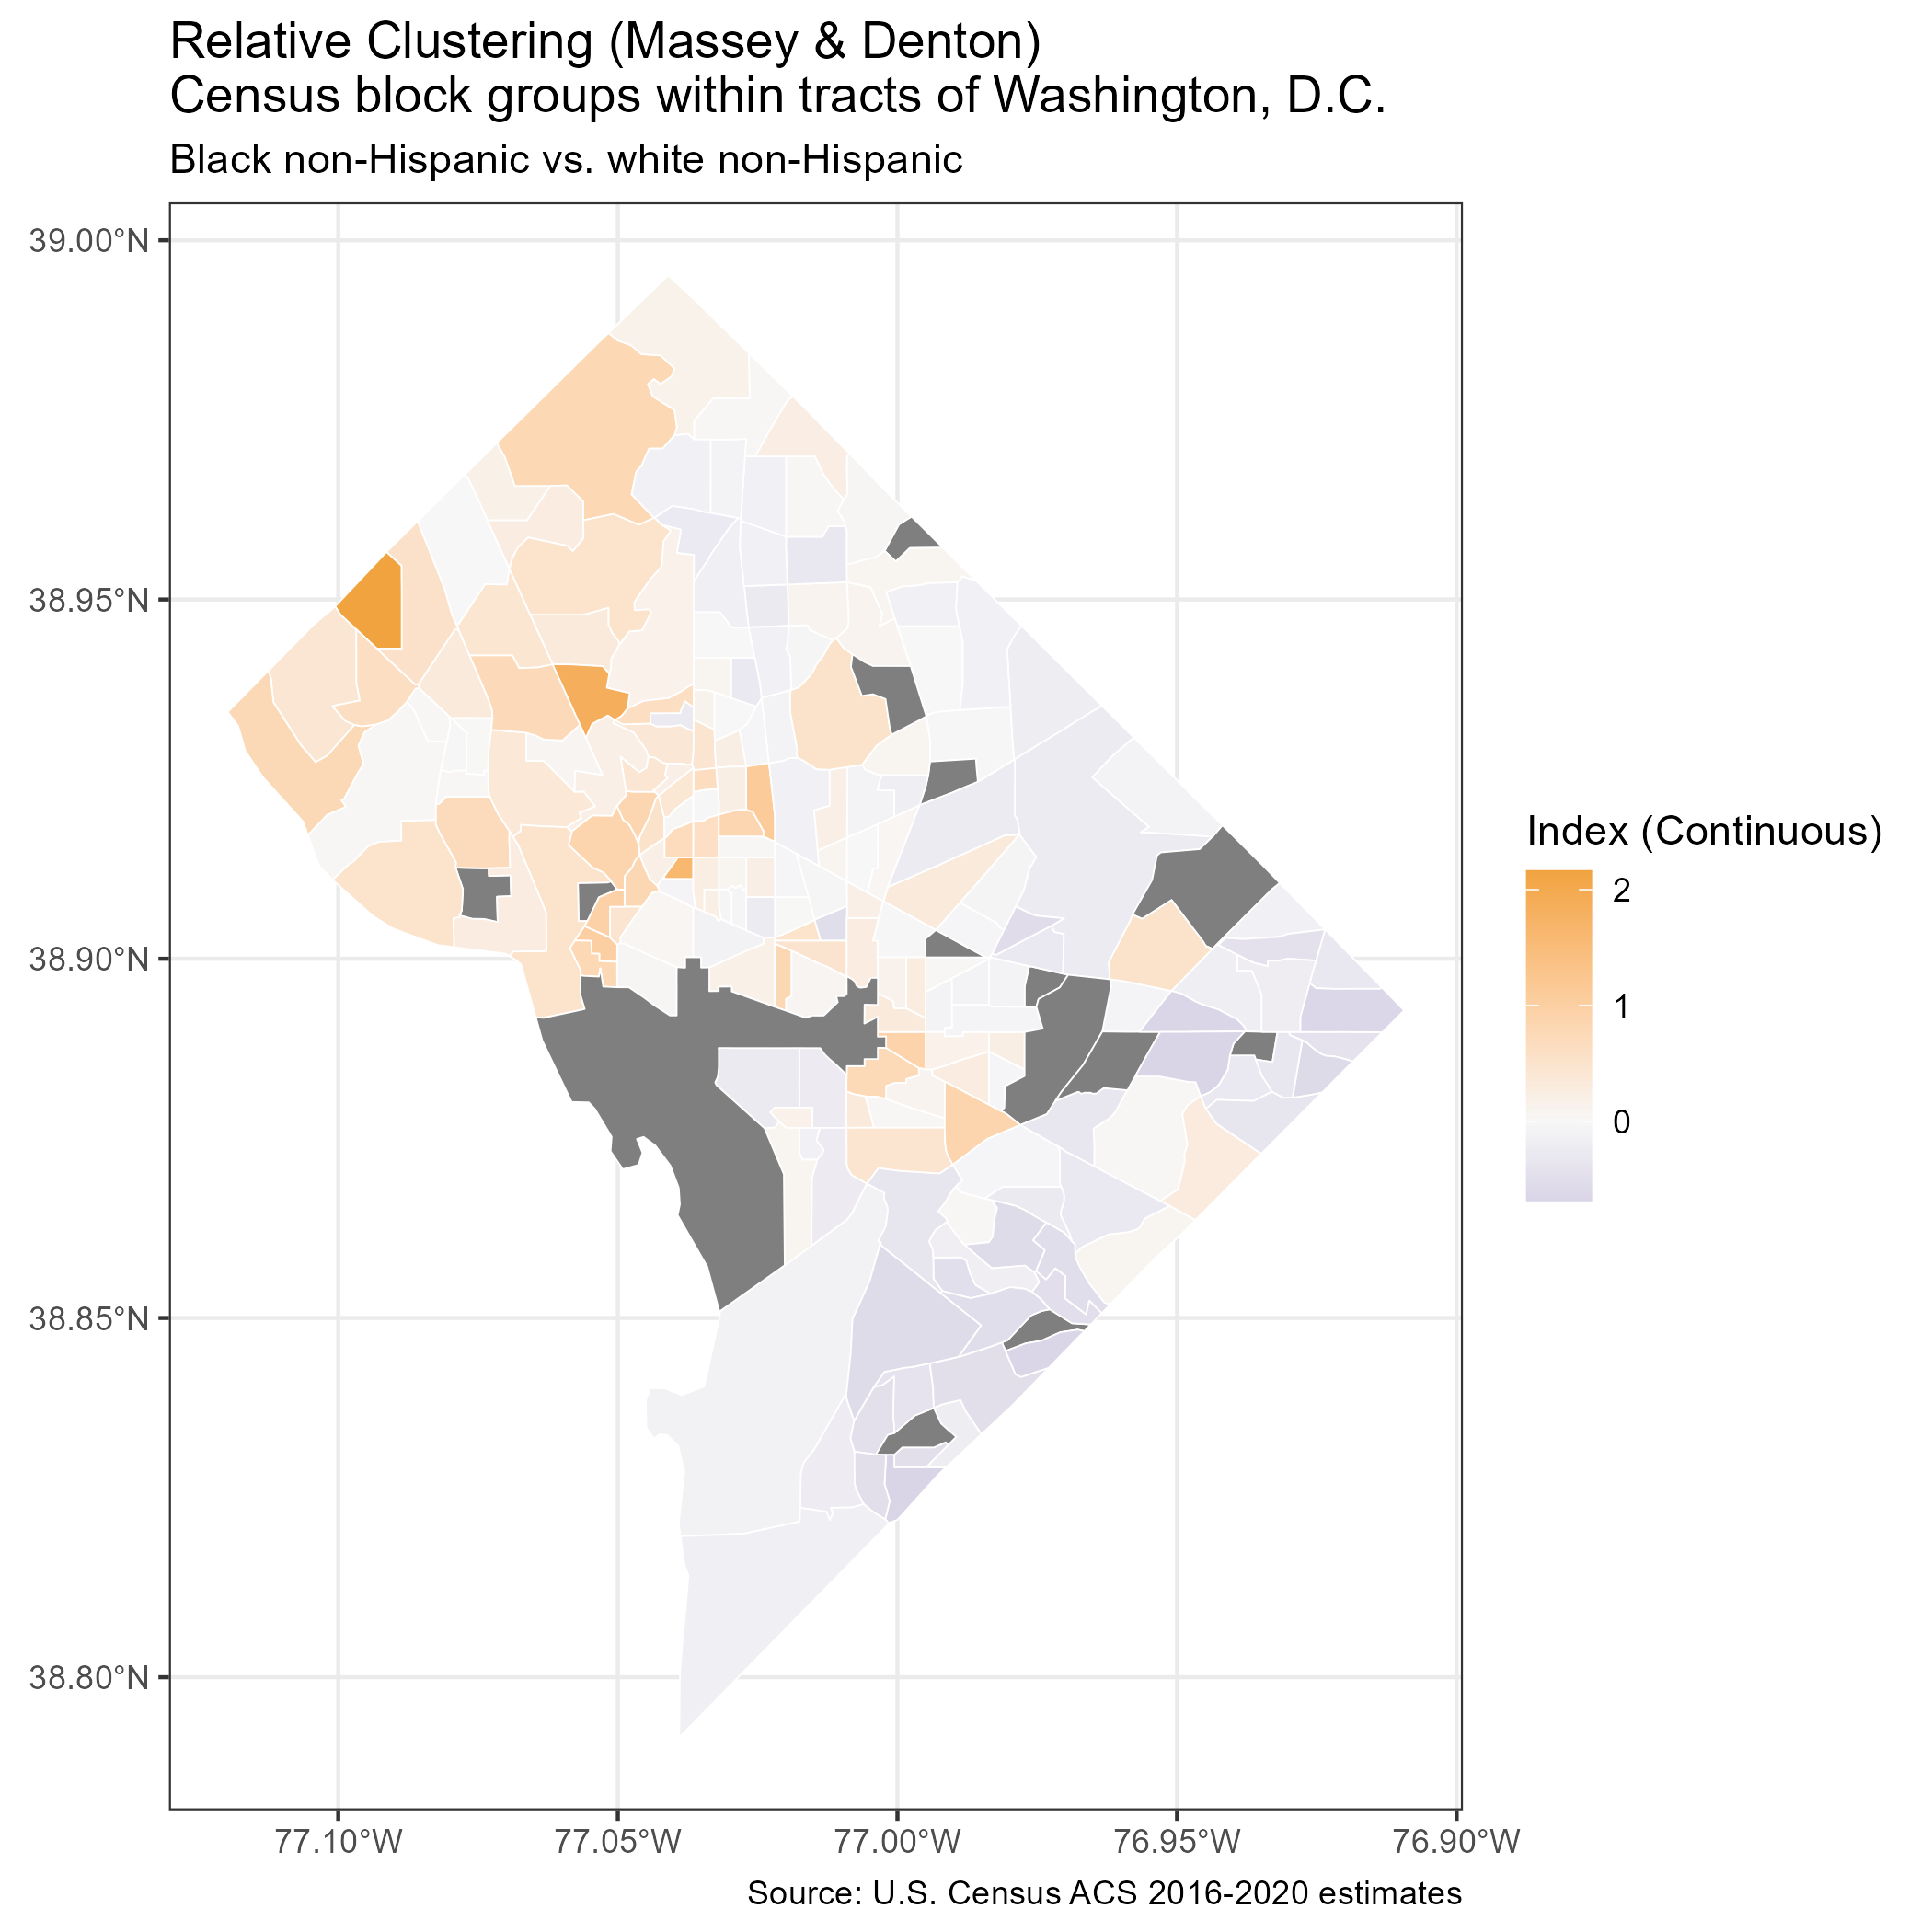 Relative Clustering (Massey & Denton)
Census block groups within tracts of Washington, D.C.
Black non-Hispanic vs. white non-Hispanic
39.00°N
38.95°N
38.90°N
38.85°N
38.80°N
77.10°W
77.05°W
77.00°W
76.95°W
76.90°W
Index (Continuous)
2
1
0
Source: U.S. Census ACS 2016-2020 estimates